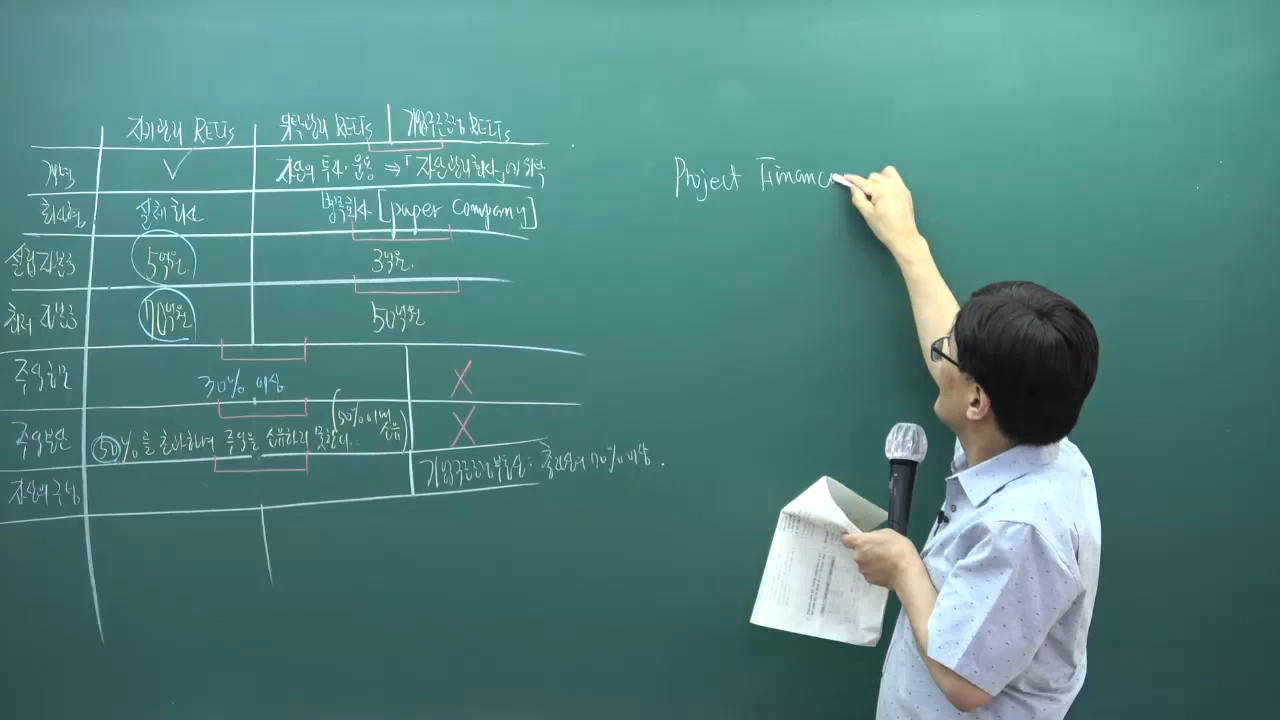 자기관리 REITs 위탁관리 REITs 기업구조조정 REITs
개념 ✓ 자산의 투자·운용 ⇒「자산관리회사」에 위탁
회사형 실체회사 명목회사 [paper company]
설립 자본금 5억원 3억원.
최저 자본금 70억원 50억원
주식공모 30% 이상 X
주식분산 50%를 초과하여 주식을 소유하지 못한다. (50% 이내 소유) X
자산의 구성 기업구조조정부동산: 총자산의 70% 이상.
Project Financ